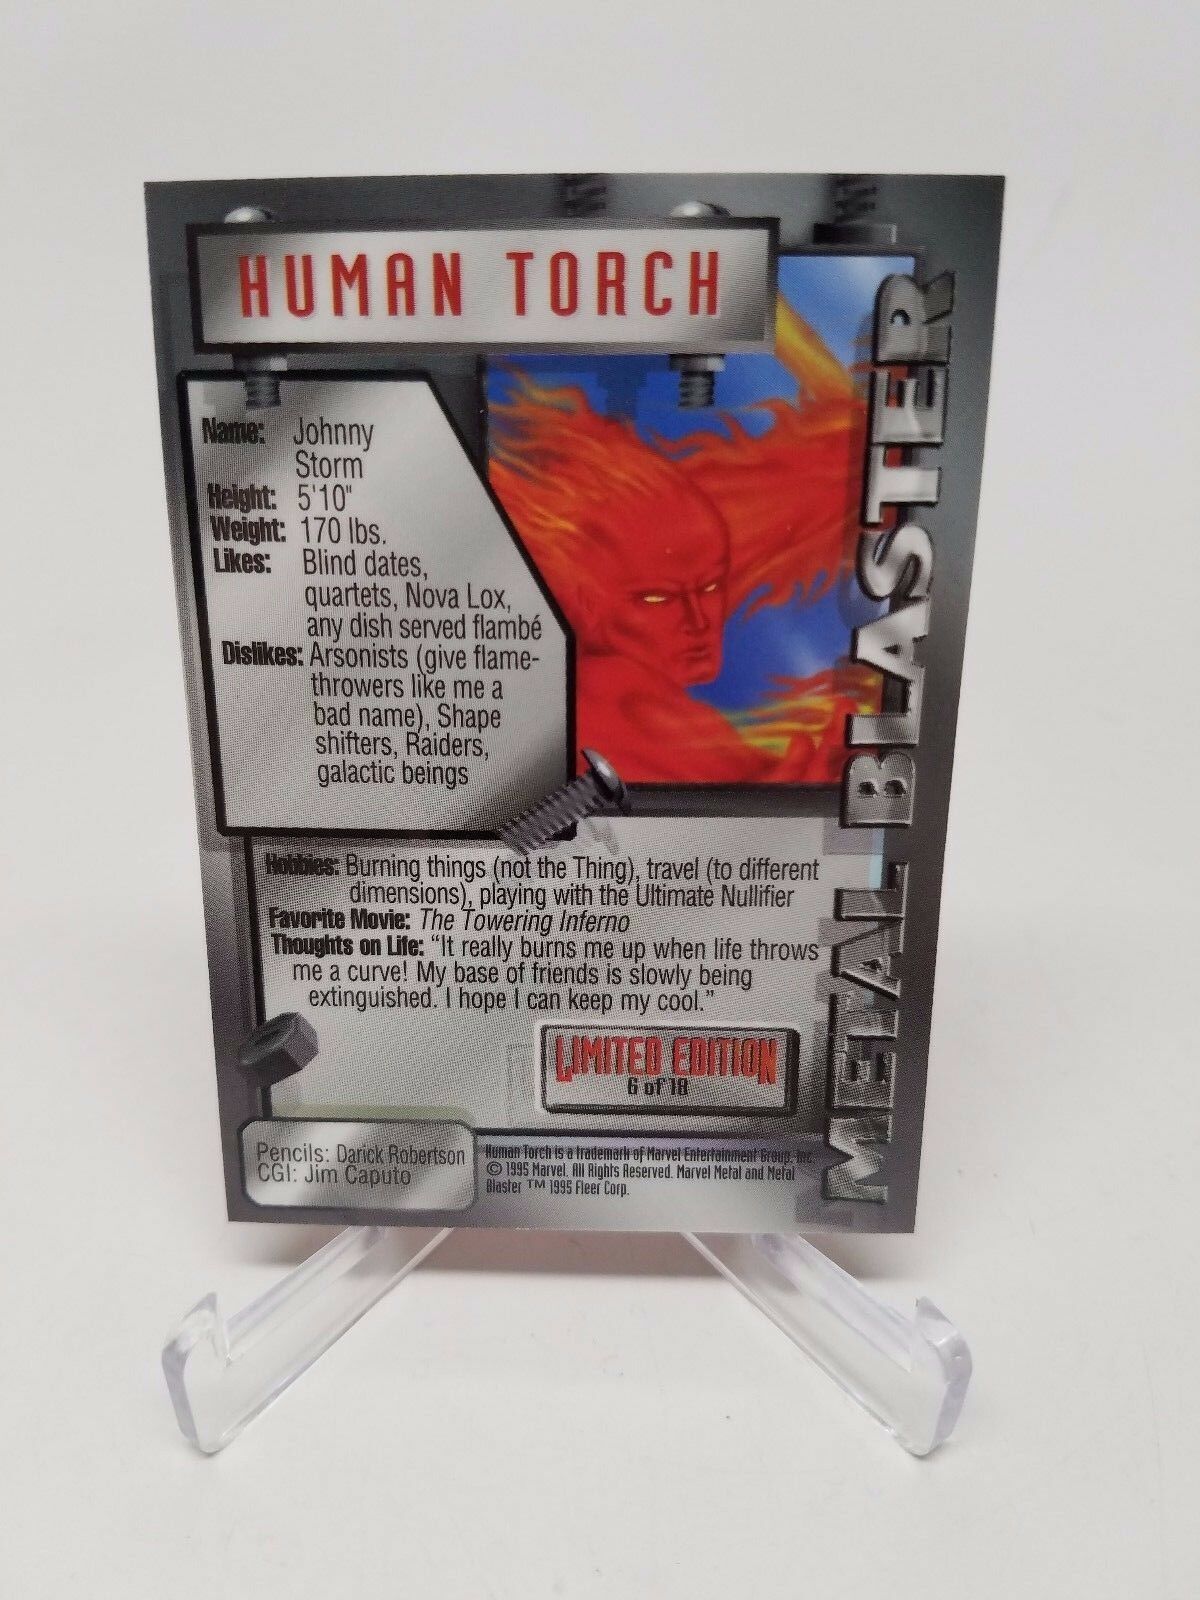 HUMAN TORCH
Name: Johnny
Storm
Height: 5'10"
Weight: 170 lbs.
Likes: Blind dates,
quartets, Nova Lox,
any dish served flambé
Dislikes: Arsonists (give flame-
throwers like me a
bad name), Shape
shifters, Raiders,
galactic beings
METAL BLASTER
Hobbies: Burning things (not the Thing), travel (to different
dimensions), playing with the Ultimate Nullifier
Favorite Movie: The Towering Inferno
Thoughts on Life: “It really burns me up when life throws
me a curve! My base of friends is slowly being
extinguished. I hope I can keep my cool.”
LIMITED EDITION
6 of 18
Pencils: Darick Robertson
CGI: Jim Caputo
Human Torch is a trademark of Marvel Entertainment Group, Inc.
© 1995 Marvel. All Rights Reserved. Marvel Metal and Metal
Blaster ™ 1995 Fleer Corp.